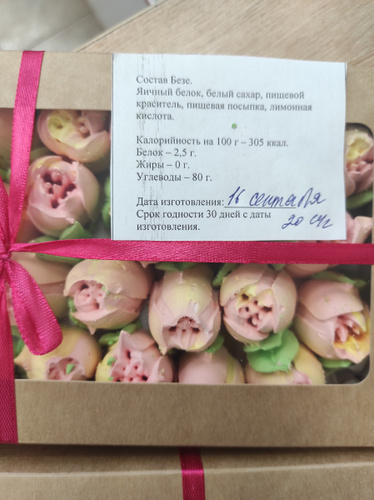 Состав Безе.
Яичный белок, белый сахар, пищевой
краситель, пищевая посыпка, лимонная
кислота.
Калорийность на 100 г – 305 ккал.
Белок – 2,5 г.
Жиры – 0 г.
Углеводы – 80 г.
Дата изготовления: 16 сентября
Срок годности 30 дней с даты
изготовления.